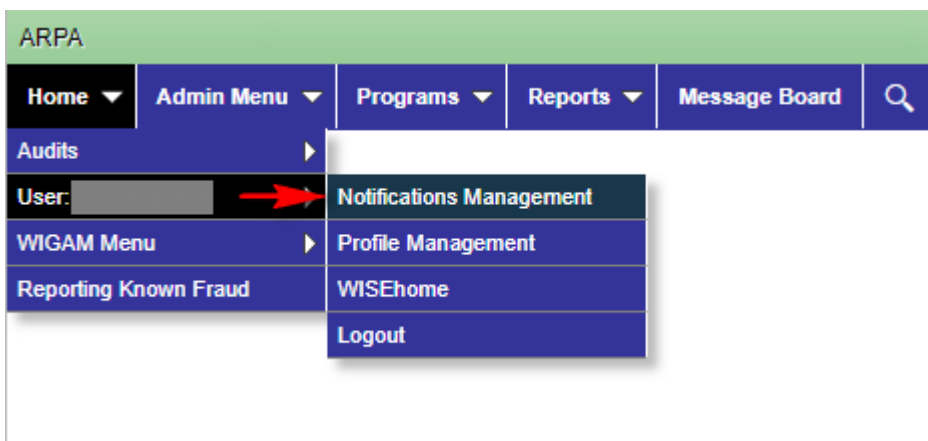 ARPA
Home Admin Menu Programs Reports Message Board
Audits
User:
Notifications Management
WIGAM Menu
Profile Management
Reporting Known Fraud
WISEhome
Logout